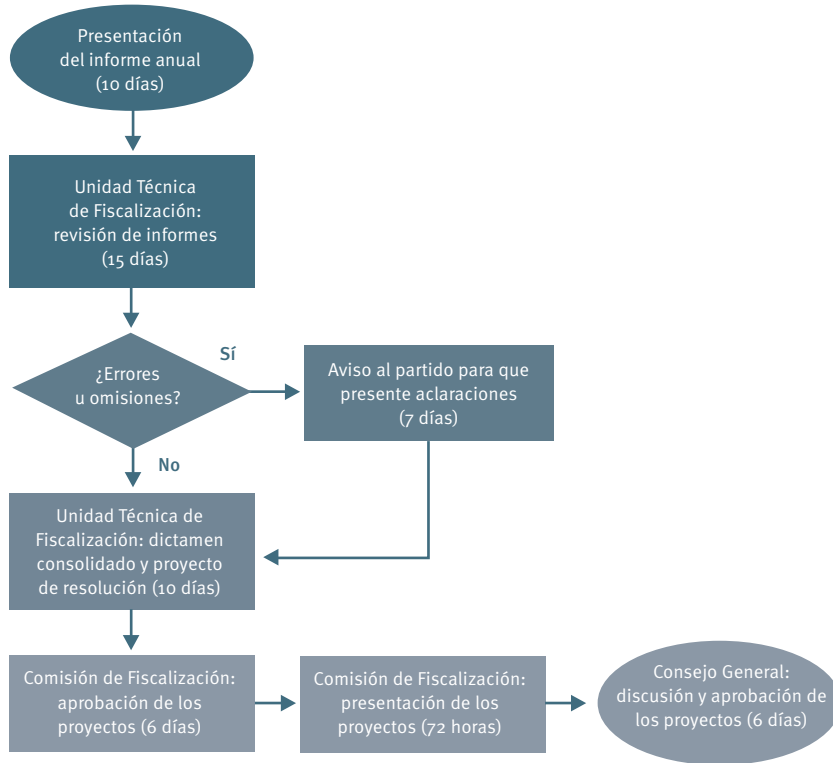 Presentación
del informe anual
(10 días)
Unidad Técnica
de Fiscalización:
revisión de informes
(15 días)
¿Errores
u omisiones?
Sí
Aviso al partido para que
presente aclaraciones
(7 días)
No
Unidad Técnica de
Fiscalización: dictamen
consolidado y proyecto
de resolución (10 días)
Comisión de Fiscalización:
aprobación de los
proyectos (6 días)
Comisión de Fiscalización:
presentación de los
proyectos (72 horas)
Consejo General:
discusión y aprobación de
los proyectos (6 días)